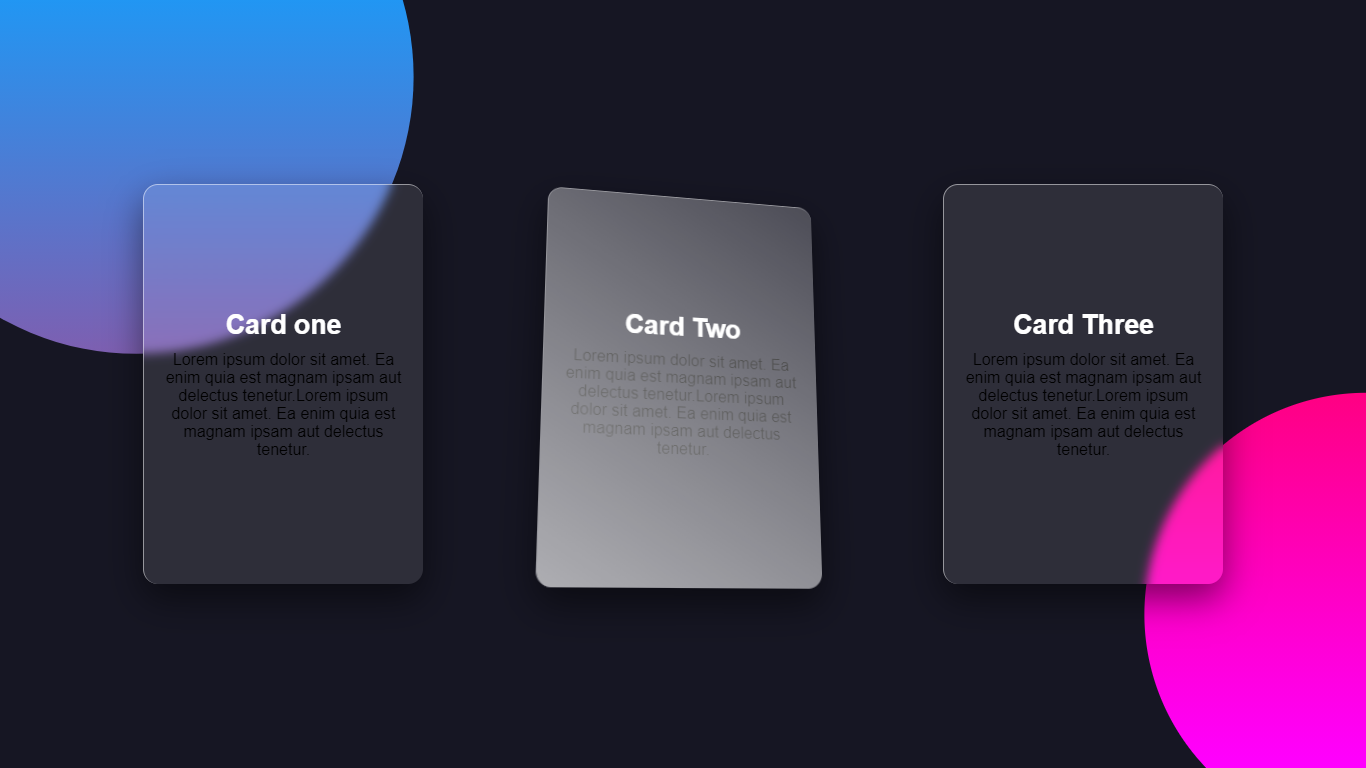 Card one
Lorem ipsum dolor sit amet. Ea
enim quia est magnam ipsam aut
delectus tenetur.Lorem ipsum
dolor sit amet. Ea enim quia est
magnam ipsam aut delectus
tenetur.
Card Two
Lorem ipsum dolor sit amet. Ea
enim quia est magnam ipsam aut
delectus tenetur.Lorem ipsum
dolor sit amet. Ea enim quia est
magnam ipsam aut delectus
tenetur.
Card Three
Lorem ipsum dolor sit amet. Ea
enim quia est magnam ipsam aut
delectus tenetur.Lorem ipsum
dolor sit amet. Ea enim quia est
magnam ipsam aut delectus
tenetur.